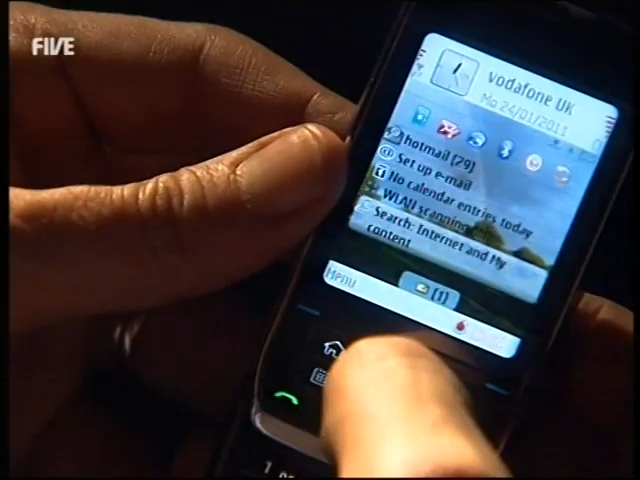 FIVE
vodafone UK
Mo 24/01/2011
hotmail (29)
Set up e-mail
No calendar entries today
WLAN scanning
Search: Internet and My
content
Menu
(1)
1